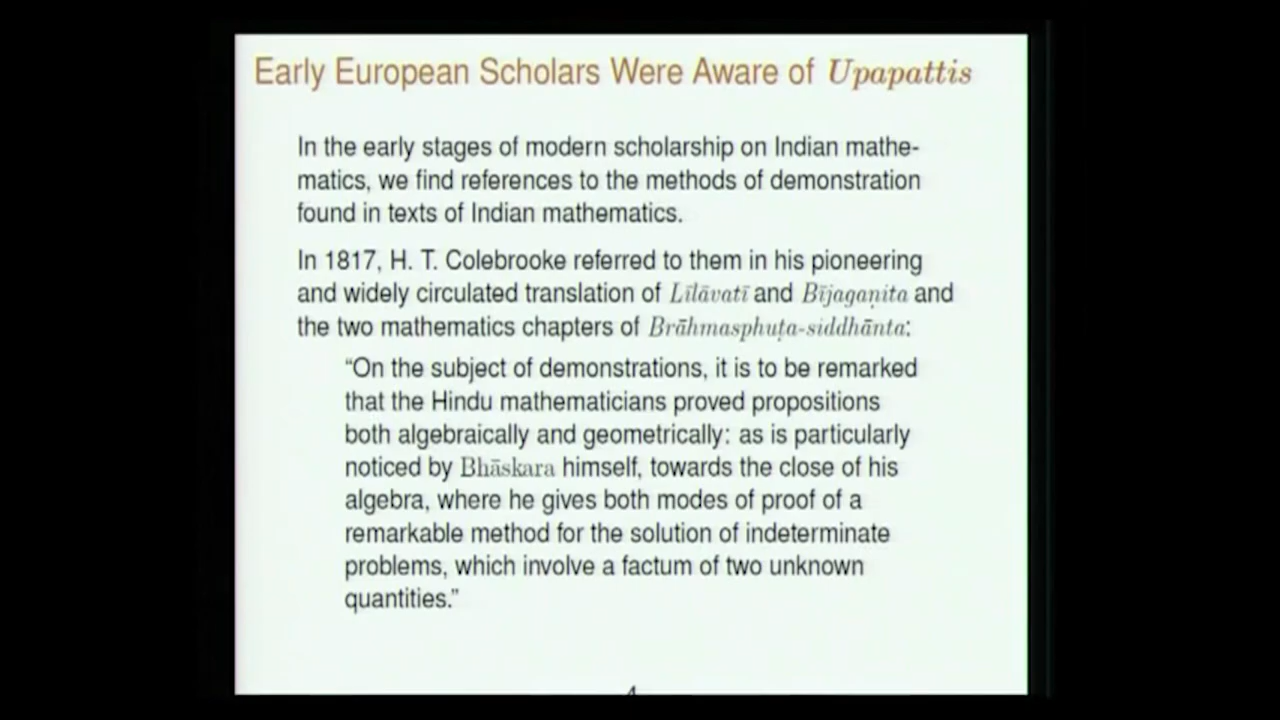 Early European Scholars Were Aware of Upapattis
In the early stages of modern scholarship on Indian mathe-
matics, we find references to the methods of demonstration
found in texts of Indian mathematics.
In 1817, H. T. Colebrooke referred to them in his pioneering
and widely circulated translation of Līlāvatī and Bījagaṇita and
the two mathematics chapters of Brāhmasphuṭa-siddhānta:
“On the subject of demonstrations, it is to be remarked
that the Hindu mathematicians proved propositions
both algebraically and geometrically: as is particularly
noticed by Bhāskara himself, towards the close of his
algebra, where he gives both modes of proof of a
remarkable method for the solution of indeterminate
problems, which involve a factum of two unknown
quantities.”